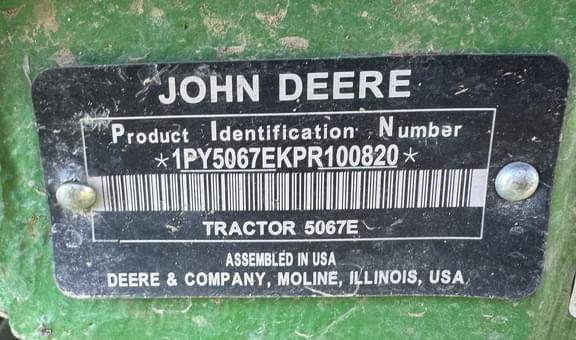 JOHN DEERE
Product Identification Number
*1PY5067EKPR100820*
TRACTOR 5067E
ASSEMBLED IN USA
DEERE & COMPANY, MOLINE, ILLINOIS, USA